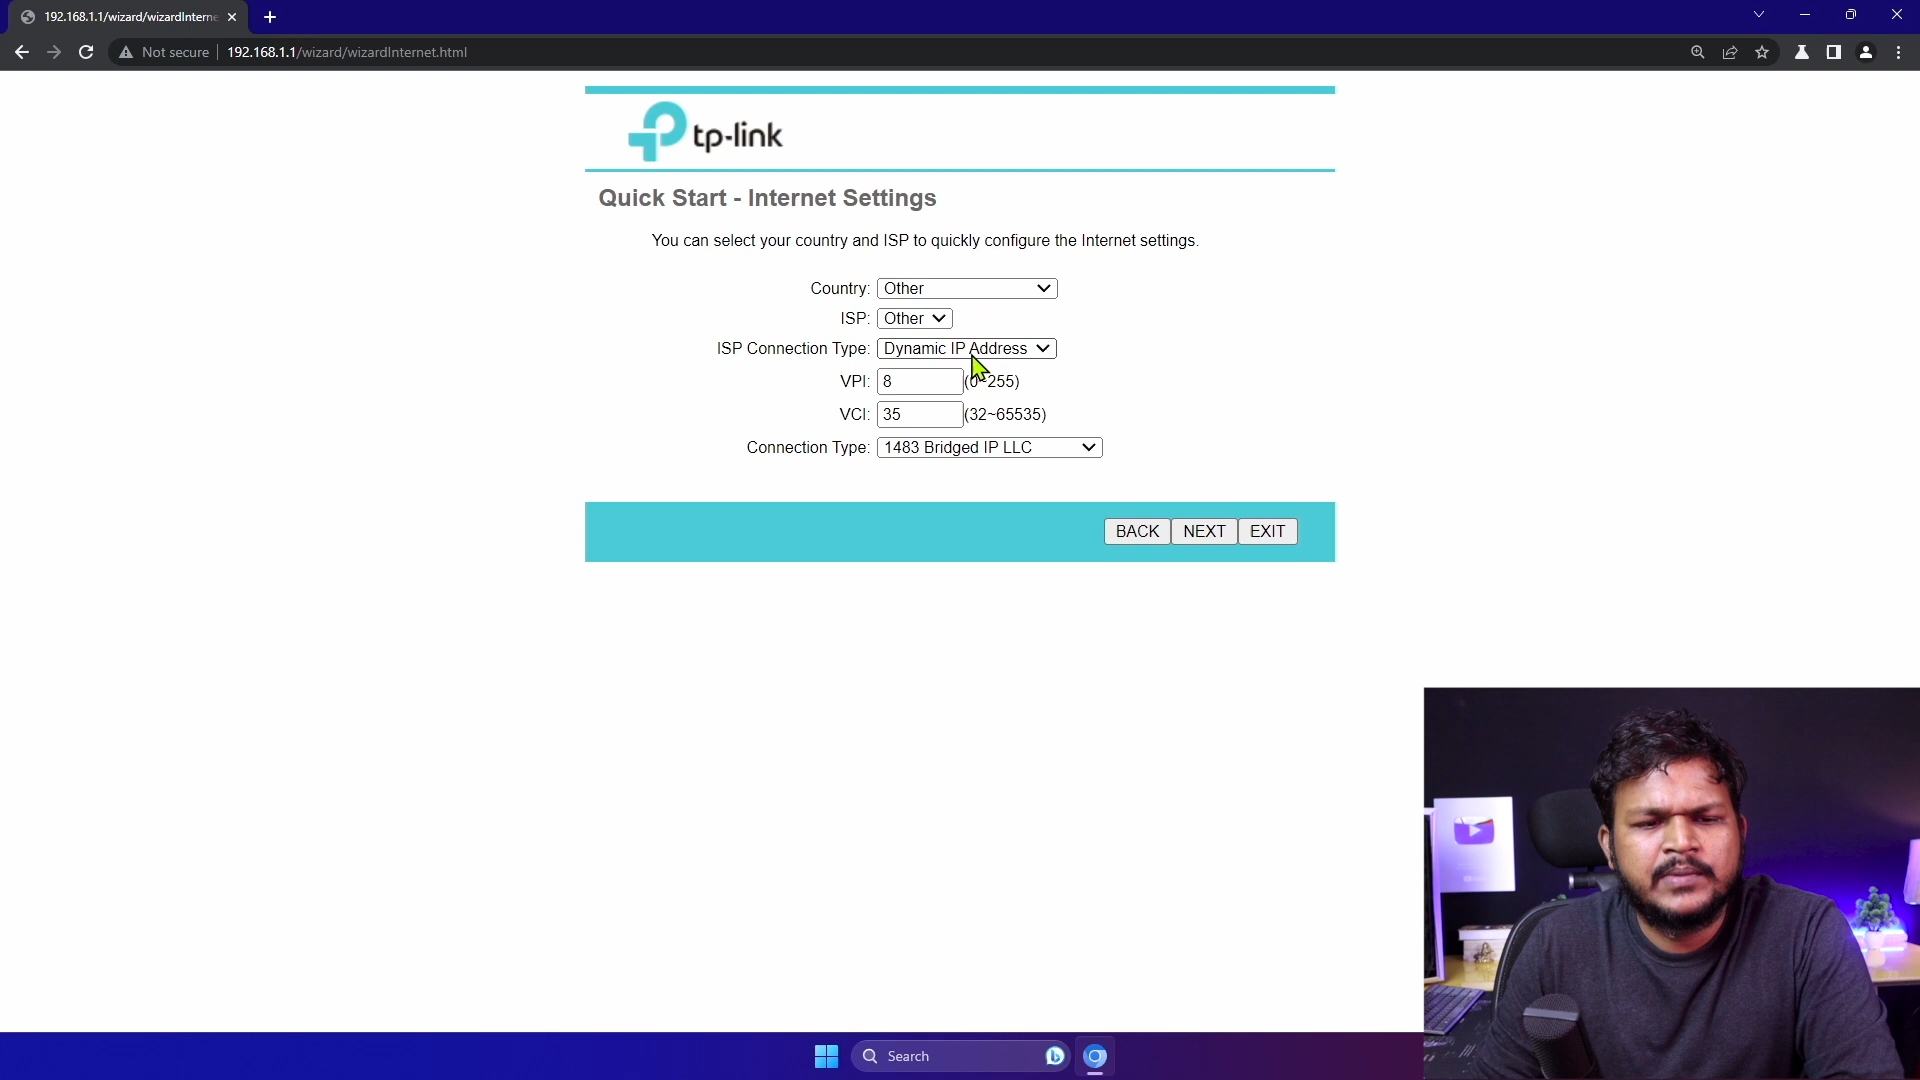 192.168.1.1/wizard/wizardInterne
Not secure
192.168.1.1/wizard/wizardInternet.html
tp-link
Quick Start - Internet Settings
You can select your country and ISP to quickly configure the Internet settings.
Country: Other
ISP: Other
ISP Connection Type: Dynamic IP Address
VPI: 8 (0~255)
VCI: 35 (32~65535)
Connection Type: 1483 Bridged IP LLC
BACK NEXT EXIT
Search